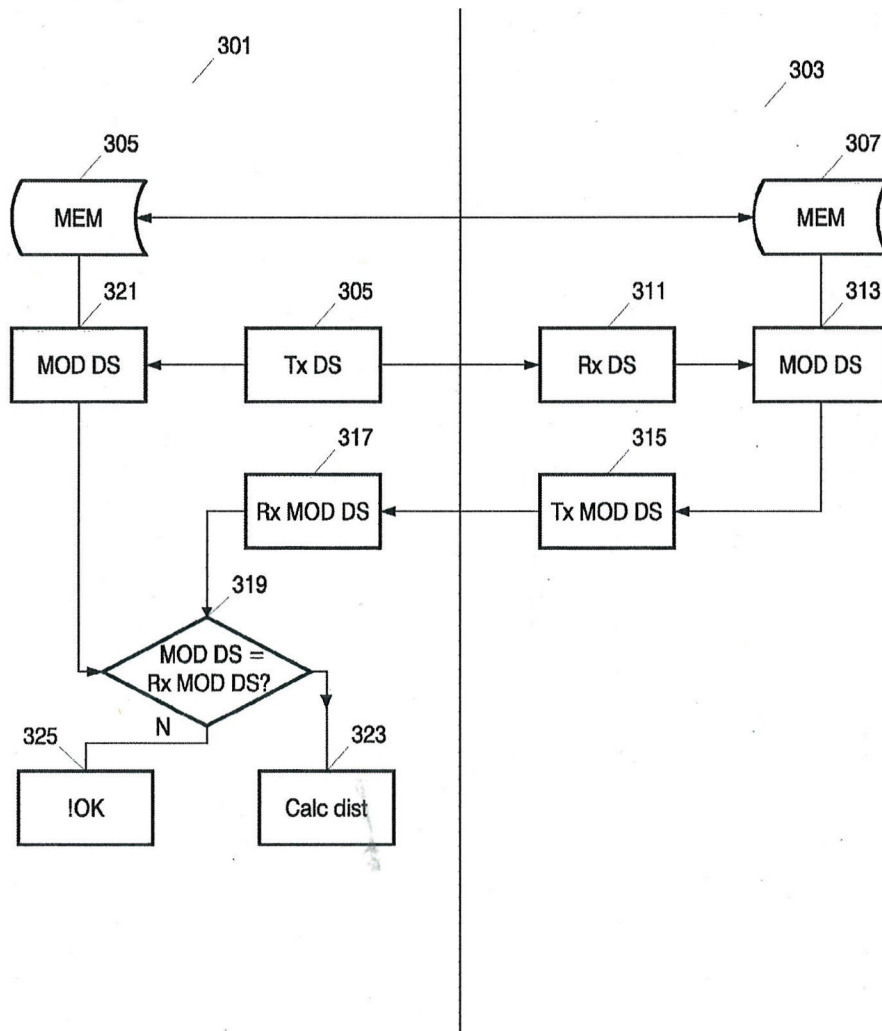 301
303
305
307
MEM
MEM
321
305
311
313
MOD DS
Tx DS
Rx DS
MOD DS
317
315
Rx MOD DS
Tx MOD DS
319
MOD DS =
Rx MOD DS?
N
325
323
!OK
Calc dist